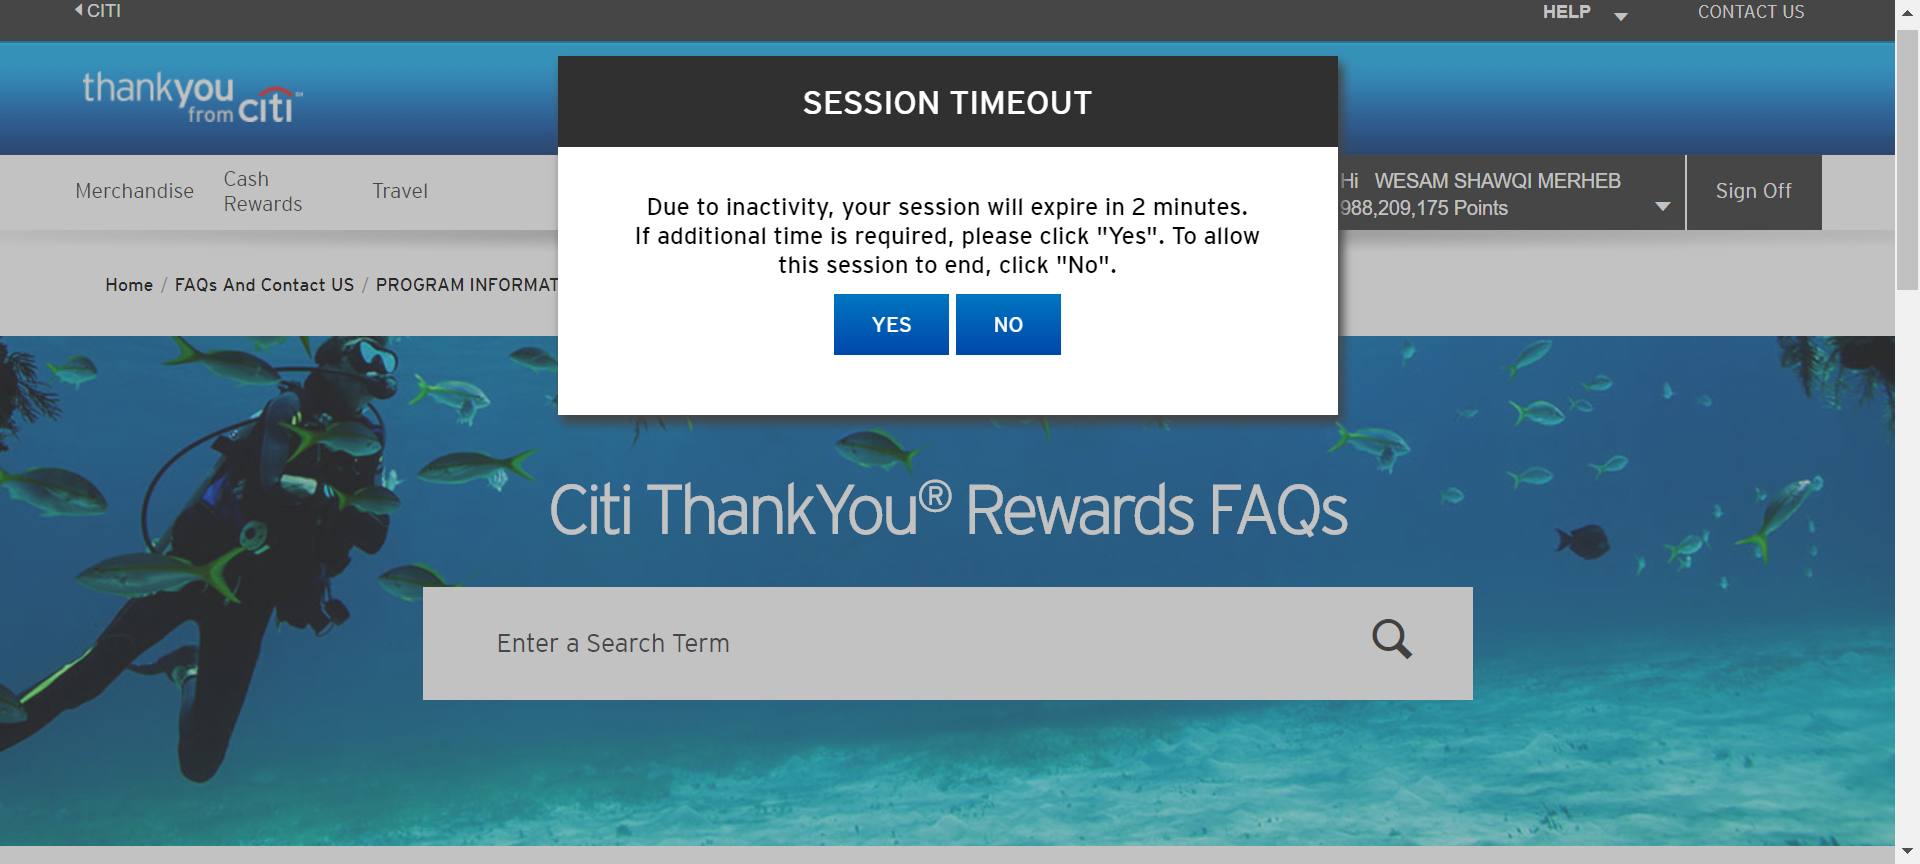 CITI
HELP
CONTACT US
thankyou
from citi
SM
SESSION TIMEOUT
Merchandise
Cash
Rewards
Travel
Hi WESAM SHAWQI MERHEB
988,209,175 Points
Sign Off
Due to inactivity, your session will expire in 2 minutes.
If additional time is required, please click "Yes". To allow
this session to end, click "No".
Home / FAQs And Contact US / PROGRAM INFORMAT
YES
NO
Citi ThankYou® Rewards FAQs
Enter a Search Term